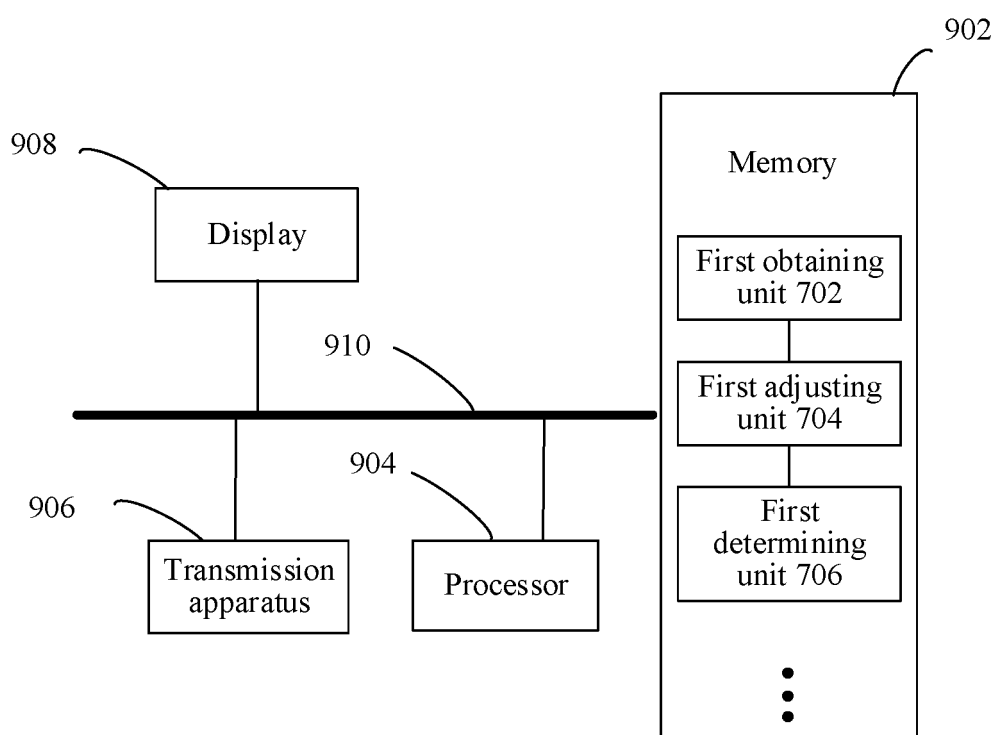 902
908
Memory
Display
First obtaining
unit 702
910
First adjusting
unit 704
904
906
First
determining
unit 706
Transmission
apparatus
Processor